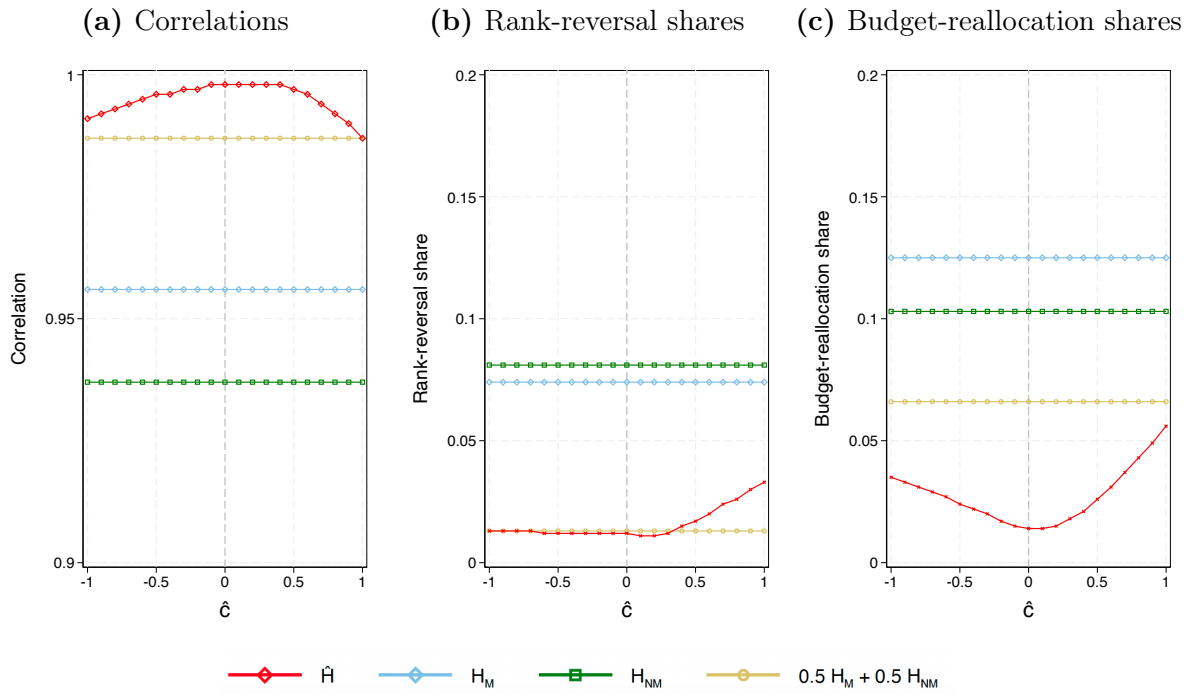 (a) Correlations
(b) Rank-reversal shares
(c) Budget-reallocation shares
Correlation
1
0.95
0.9
-1 -0.5 0 0.5 1
ĉ
Rank-reversal share
0.2
0.15
0.1
0.05
0
-1 -0.5 0 0.5 1
ĉ
Budget-reallocation share
0.2
0.15
0.1
0.05
0
-1 -0.5 0 0.5 1
ĉ
Ĥ
H_M
H_NM
0.5 H_M + 0.5 H_NM